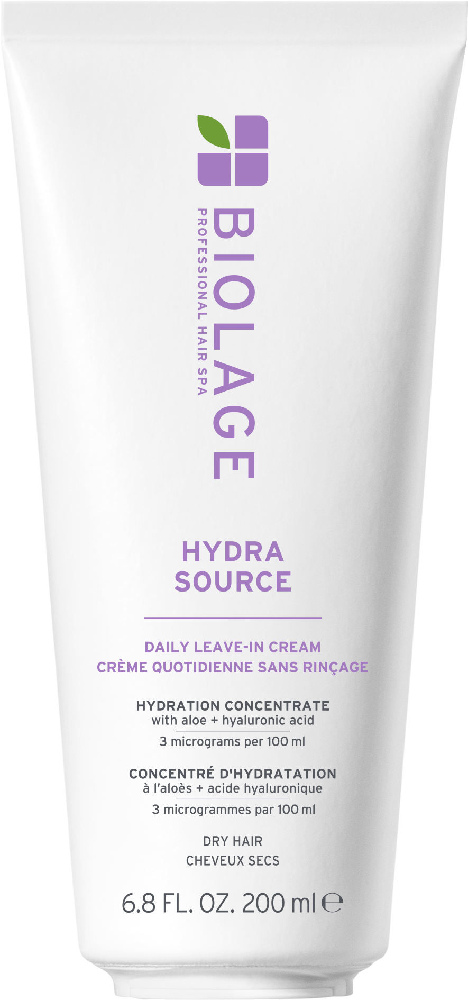 BIOLAGE
PROFESSIONAL HAIR SPA
HYDRA
SOURCE
DAILY LEAVE-IN CREAM
CRÈME QUOTIDIENNE SANS RINÇAGE
HYDRATION CONCENTRATE
with aloe + hyaluronic acid
3 micrograms per 100 ml
CONCENTRÉ D'HYDRATATION
à l’aloès + acide hyaluronique
3 microgrammes par 100 ml
DRY HAIR
CHEVEUX SECS
6.8 FL. OZ. 200 ml ℮